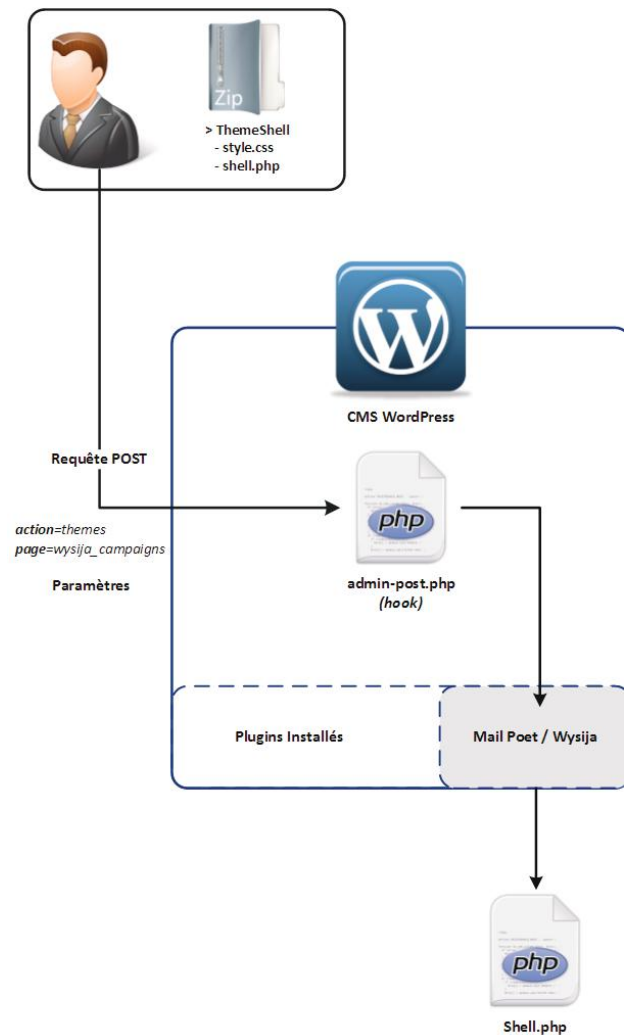 Zip
> ThemeShell
- style.css
- shell.php
CMS WordPress
Requête POST
action=themes
page=wysija_campaigns
Paramètres
php
admin-post.php
(hook)
Plugins Installés
Mail Poet / Wysija
php
Shell.php